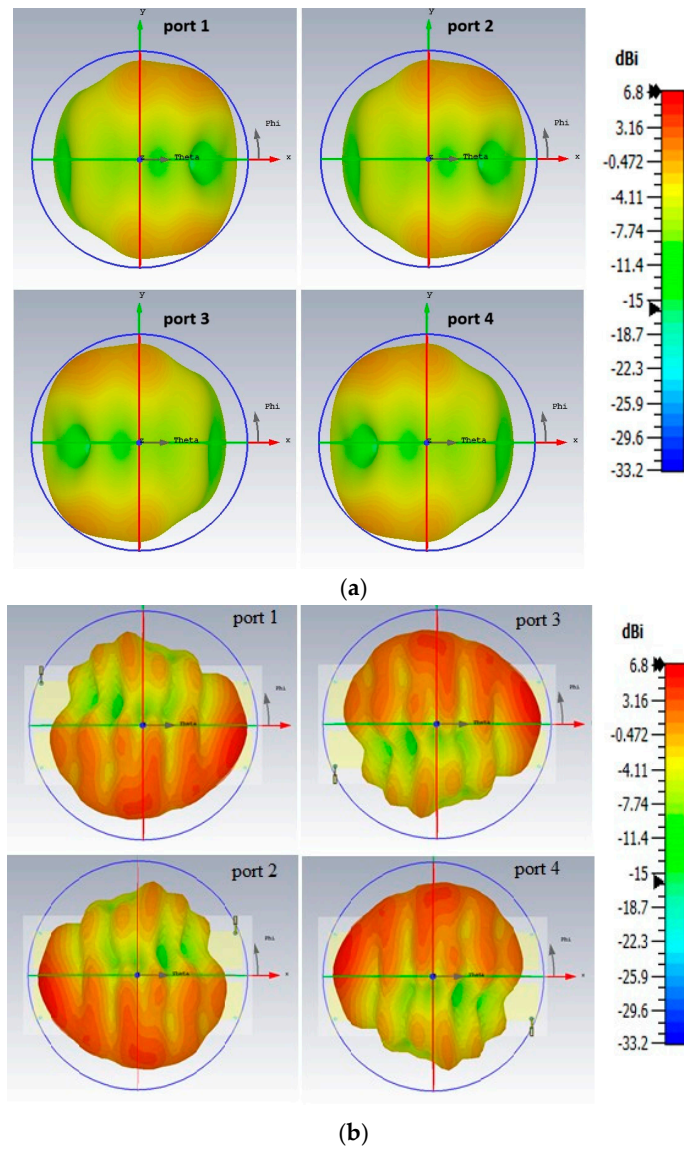 port 1
y
Phi
Theta
x
port 2
y
Phi
Theta
x
port 3
y
Phi
Theta
x
port 4
y
Phi
Theta
x
dBi
6.8
3.16
-0.472
-4.11
-7.74
-11.4
-15
-18.7
-22.3
-25.9
-29.6
-33.2
(a)
port 1
Phi
Theta
port 3
Phi
Theta
port 2
Phi
Theta
x
port 4
Phi
Theta
x
dBi
6.8
3.16
-0.472
-4.11
-7.74
-11.4
-15
-18.7
-22.3
-25.9
-29.6
-33.2
(b)